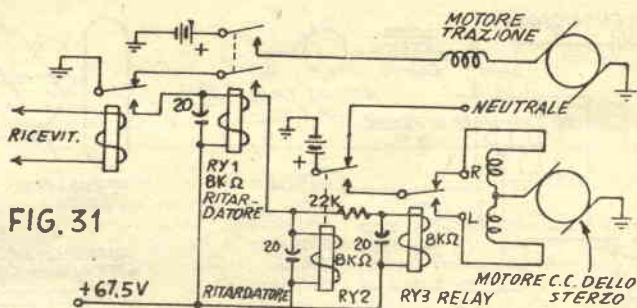 MOTORE
TRAZIONE
+
20
NEUTRALE
RICEVIT.
RY1
8KΩ
RITAR-
DATORE
+
R
22K
L
FIG. 31
20
8KΩ
20
8KΩ
+67.5V
RITARDATORE
RY2
RY3 RELAY
MOTORE C.C. DELLO
STERZO